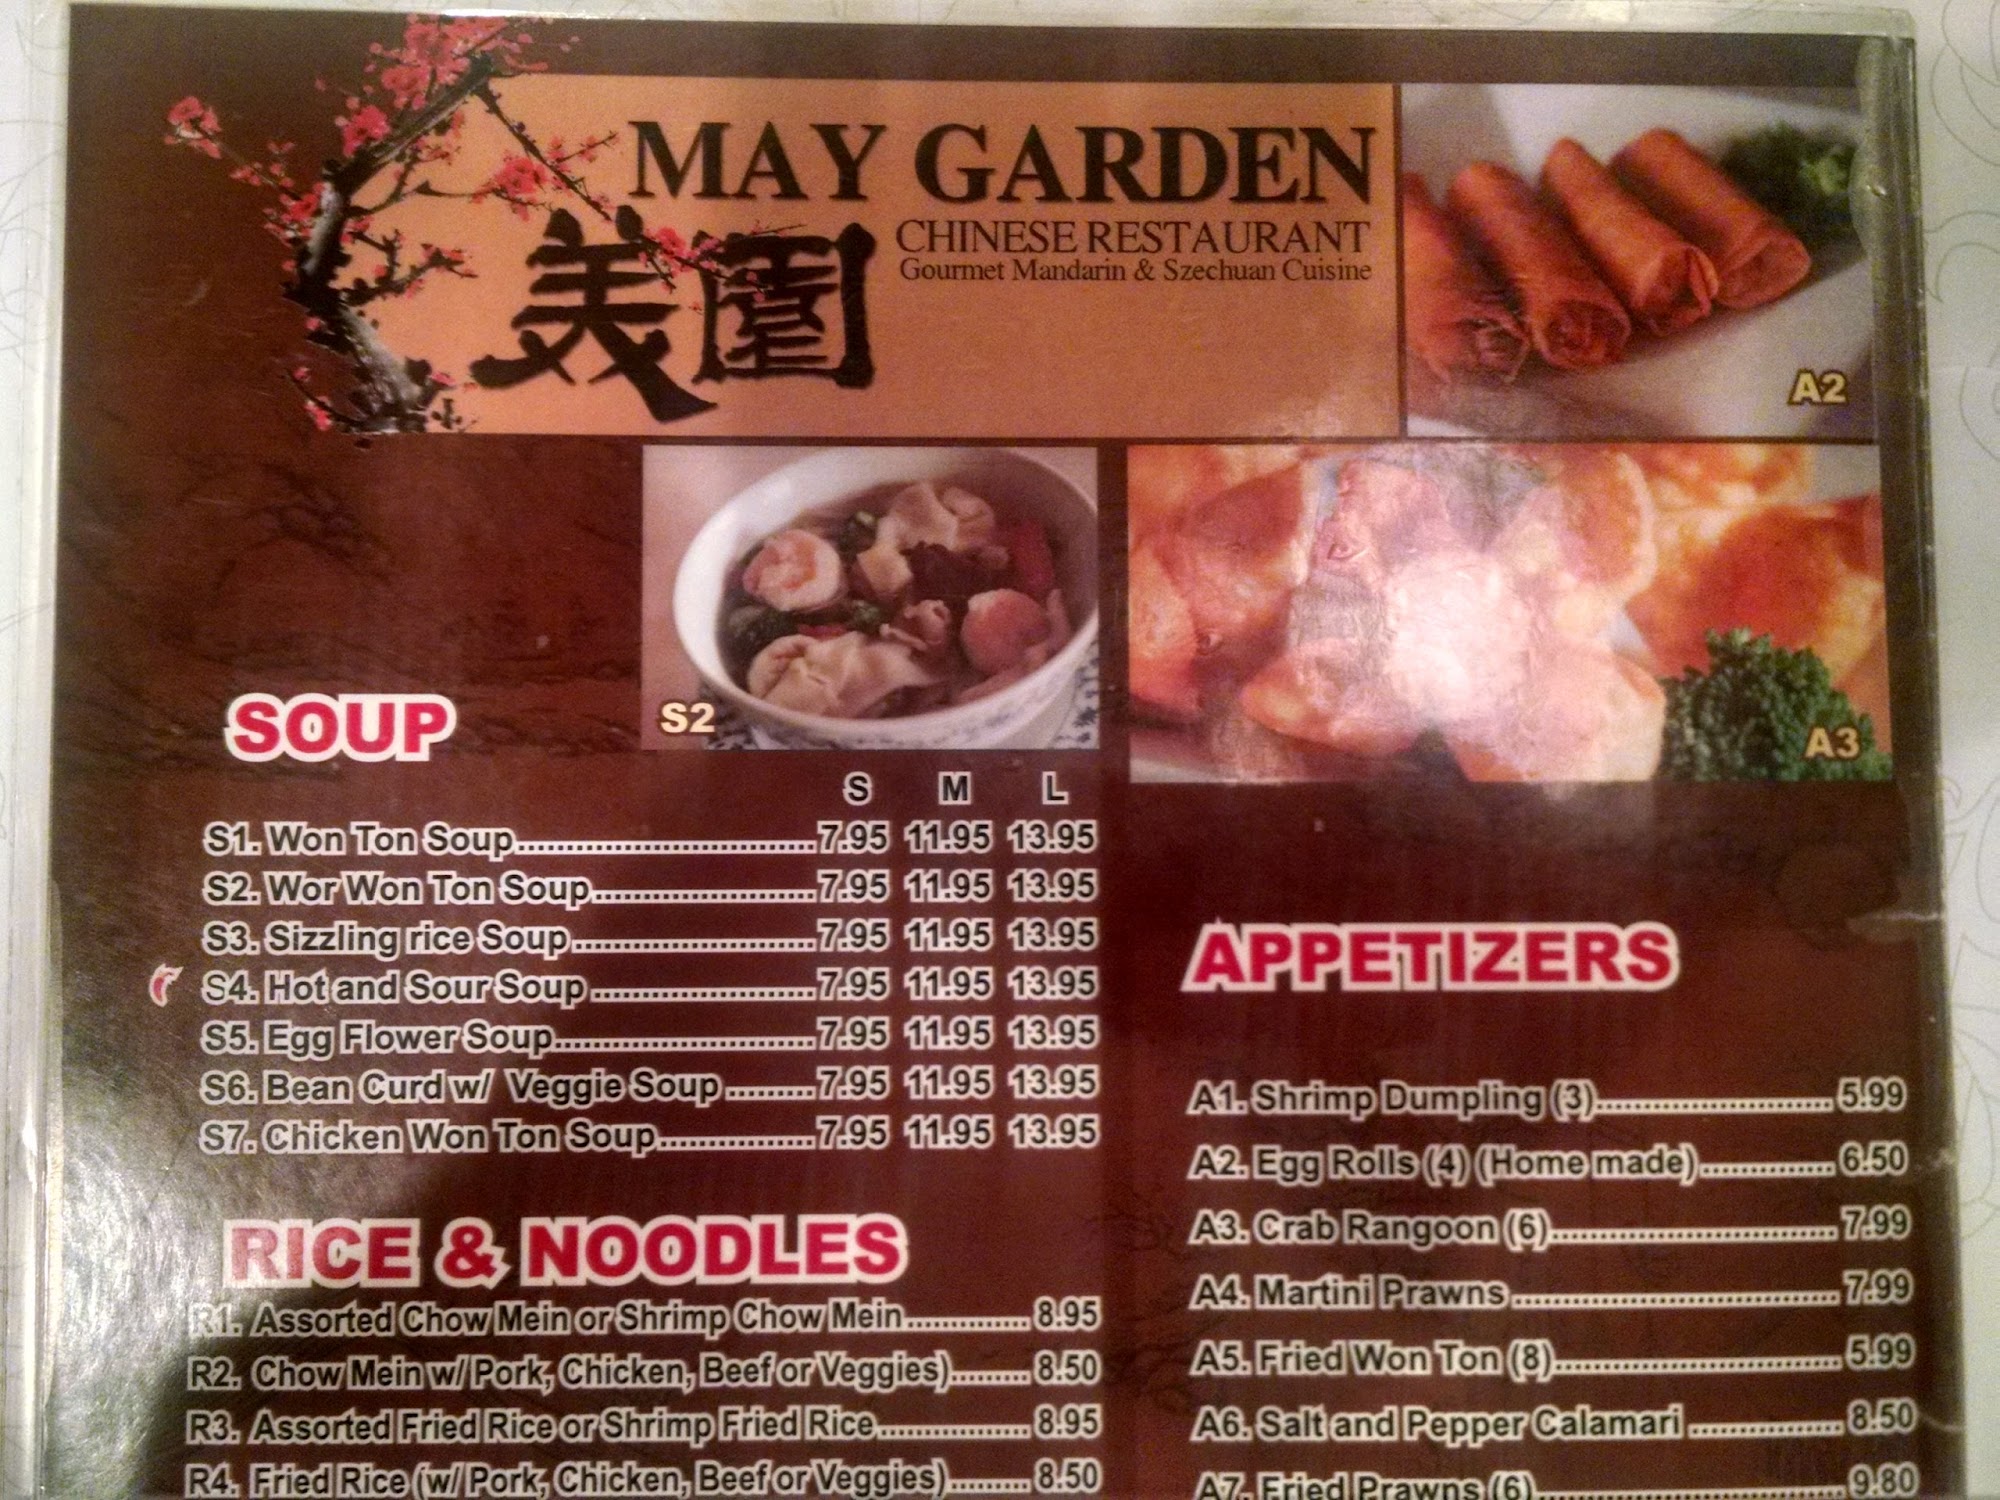 MAY GARDEN
美園
CHINESE RESTAURANT
Gourmet Mandarin & Szechuan Cuisine
A2
S2
A3
SOUP
S M L
S1. Won Ton Soup..............................7.95 11.95 13.95
S2. Wor Won Ton Soup.......................7.95 11.95 13.95
S3. Sizzling rice Soup.........................7.95 11.95 13.95
S4. Hot and Sour Soup.......................7.95 11.95 13.95
S5. Egg Flower Soup..........................7.95 11.95 13.95
S6. Bean Curd w/ Veggie Soup.........7.95 11.95 13.95
S7. Chicken Won Ton Soup................7.95 11.95 13.95
RICE & NOODLES
R1. Assorted Chow Mein or Shrimp Chow Mein..............8.95
R2. Chow Mein w/ Pork, Chicken, Beef or Veggies).........8.50
R3. Assorted Fried Rice or Shrimp Fried Rice.................8.95
R4. Fried Rice (w/ Pork, Chicken, Beef or Veggies).........8.50
APPETIZERS
A1. Shrimp Dumpling (3).........................5.99
A2. Egg Rolls (4) (Home made)..............6.50
A3. Crab Rangoon (6)..............................7.99
A4. Martini Prawns..................................7.99
A5. Fried Won Ton (8)..............................5.99
A6. Salt and Pepper Calamari................8.50
A7. Fried Prawns (6)................................9.80